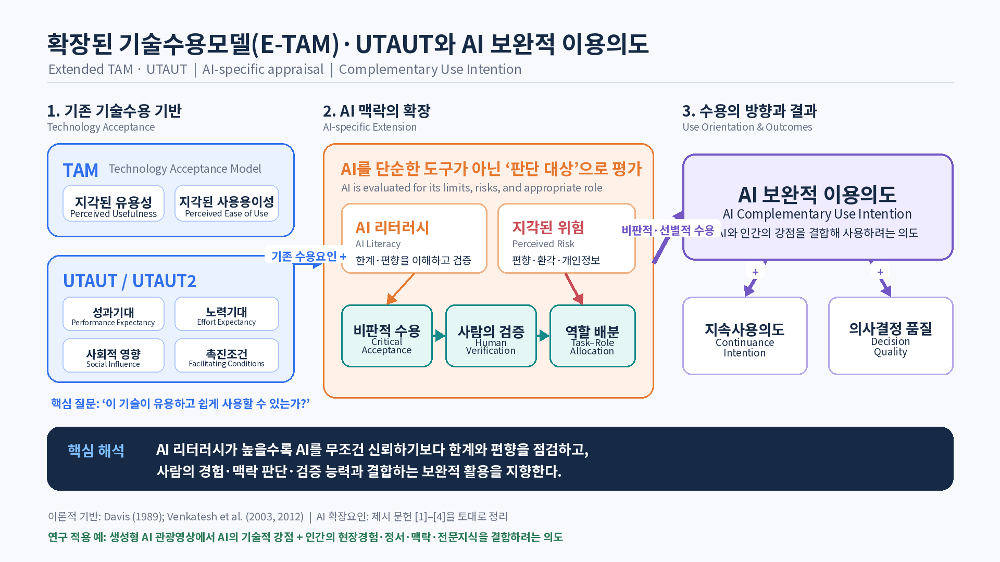 확장된 기술수용모델(E-TAM)·UTAUT와 AI 보완적 이용의도
Extended TAM · UTAUT | AI-specific appraisal | Complementary Use Intention
1. 기존 기술수용 기반
Technology Acceptance
TAM Technology Acceptance Model
지각된 유용성
Perceived Usefulness
지각된 사용용이성
Perceived Ease of Use
기존 수용요인 +
UTAUT / UTAUT2
성과기대
Performance Expectancy
노력기대
Effort Expectancy
사회적 영향
Social Influence
촉진조건
Facilitating Conditions
핵심 질문: ‘이 기술이 유용하고 쉽게 사용할 수 있는가?’
2. AI 맥락의 확장
AI-specific Extension
AI를 단순한 도구가 아닌 ‘판단 대상’으로 평가
AI is evaluated for its limits, risks, and appropriate role
AI 리터러시
AI Literacy
한계·편향을 이해하고 검증
지각된 위험
Perceived Risk
편향·환각·개인정보
비판적 수용
Critical
Acceptance
사람의 검증
Human
Verification
역할 배분
Task–Role
Allocation
비판적·선별적 수용
3. 수용의 방향과 결과
Use Orientation & Outcomes
AI 보완적 이용의도
AI Complementary Use Intention
AI와 인간의 강점을 결합해 사용하려는 의도
+
+
지속사용의도
Continuance
Intention
의사결정 품질
Decision
Quality
핵심 해석
AI 리터러시가 높을수록 AI를 무조건 신뢰하기보다 한계와 편향을 점검하고,
사람의 경험·맥락 판단·검증 능력과 결합하는 보완적 활용을 지향한다.
이론적 기반: Davis (1989); Venkatesh et al. (2003, 2012) | AI 확장요인: 제시 문헌 [1]–[4]을 토대로 정리
연구 적용 예: 생성형 AI 관광영상에서 AI의 기술적 강점 + 인간의 현장경험·정서·맥락·전문지식을 결합하려는 의도